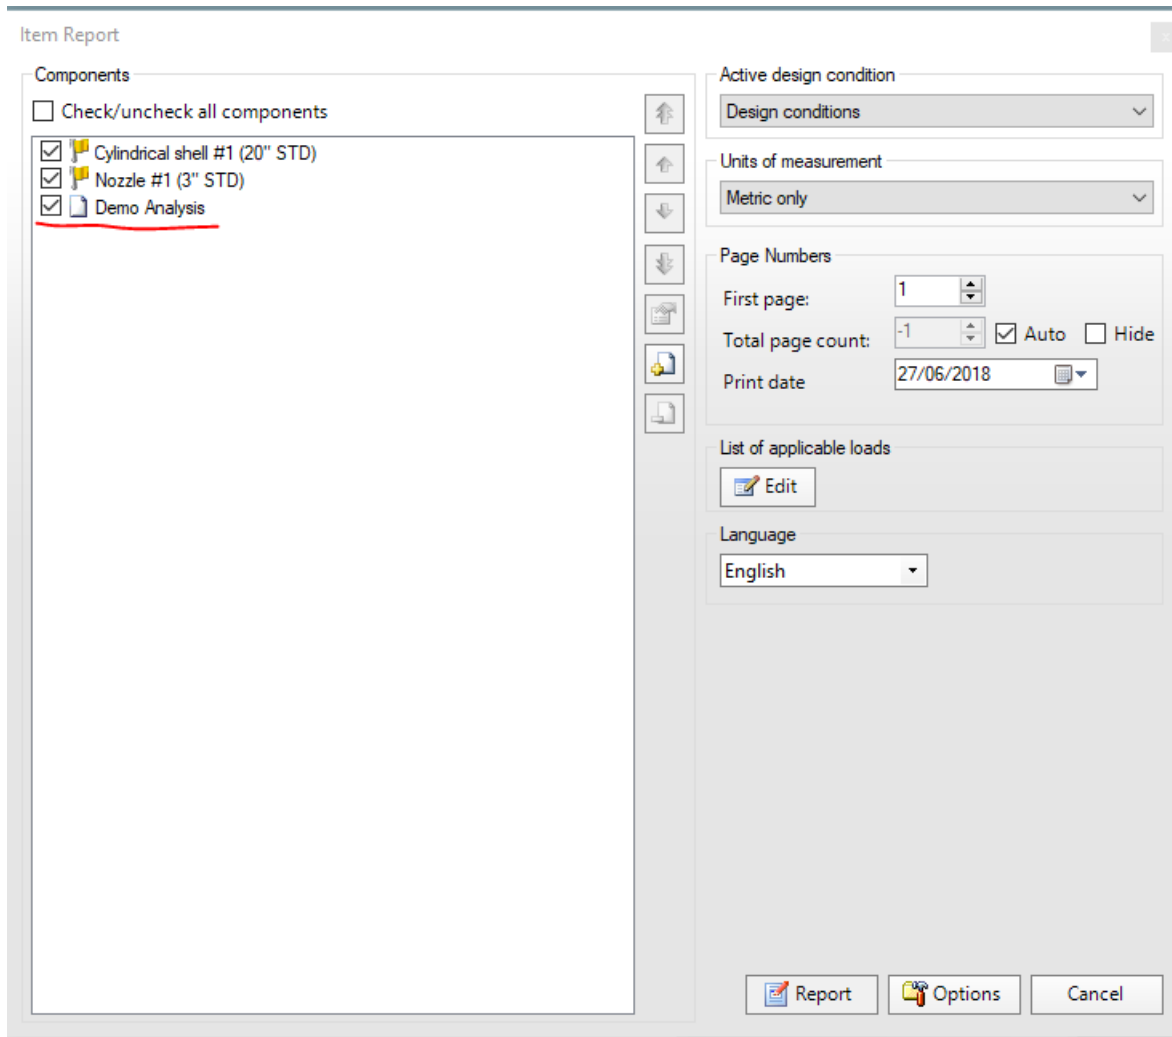 Item Report
Components
Check/uncheck all components
Cylindrical shell #1 (20" STD)
Nozzle #1 (3" STD)
Demo Analysis
Active design condition
Design conditions
Units of measurement
Metric only
Page Numbers
First page: 1
Total page count: -1 Auto Hide
Print date 27/06/2018
List of applicable loads
Edit
Language
English
Report Options Cancel